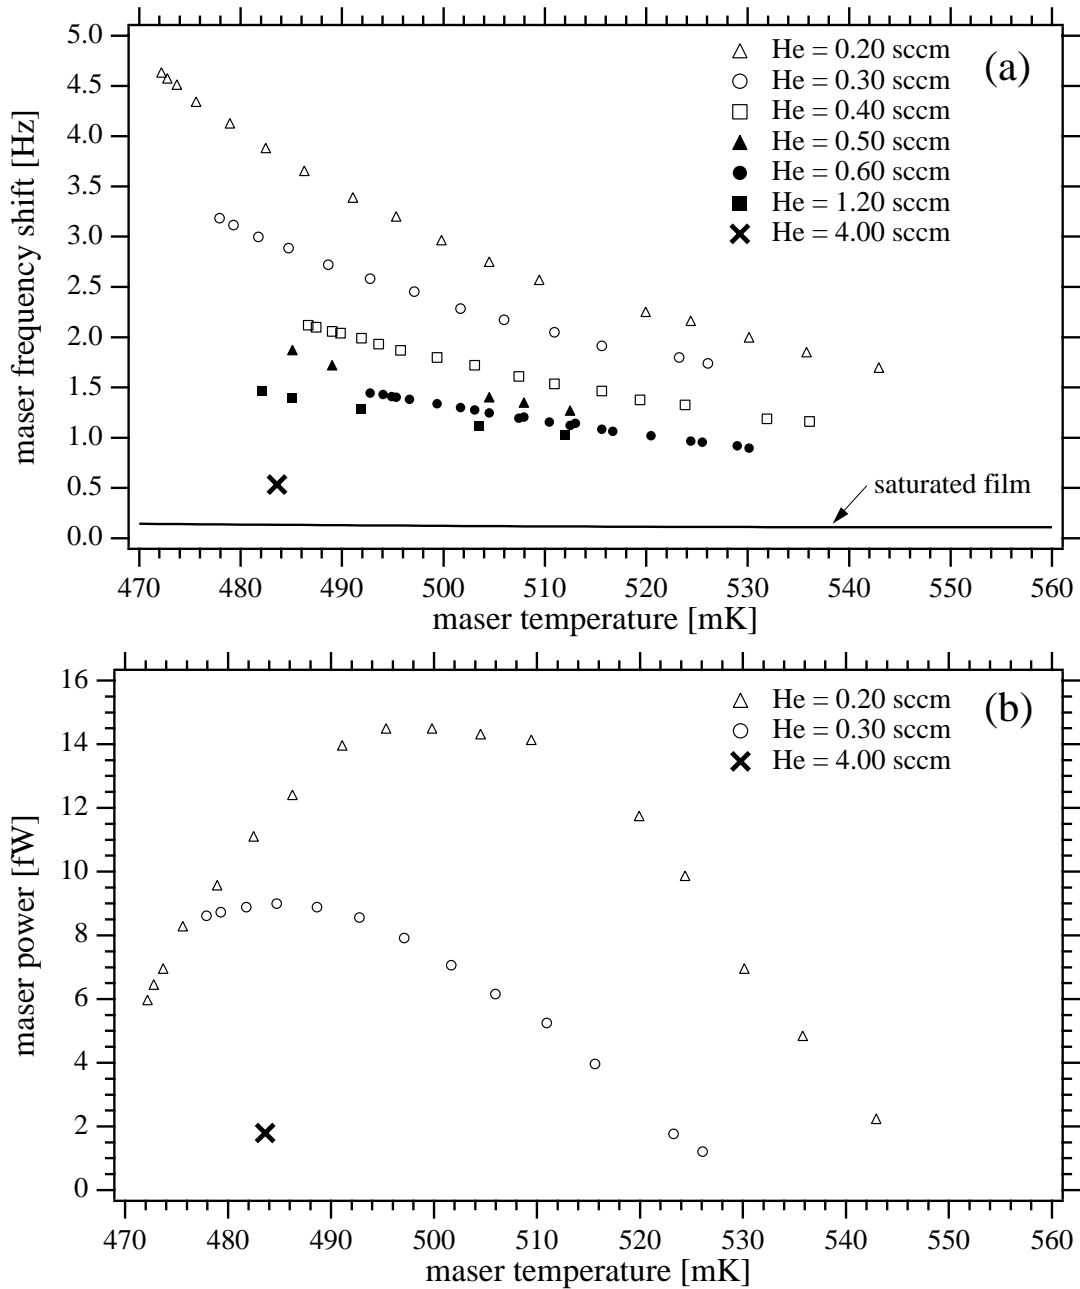 (a)
He = 0.20 sccm
He = 0.30 sccm
He = 0.40 sccm
He = 0.50 sccm
He = 0.60 sccm
He = 1.20 sccm
He = 4.00 sccm
maser frequency shift [Hz]
5.0
4.5
4.0
3.5
3.0
2.5
2.0
1.5
1.0
0.5
0.0
saturated film
470 480 490 500 510 520 530 540 550 560
maser temperature [mK]
(b)
He = 0.20 sccm
He = 0.30 sccm
He = 4.00 sccm
maser power [fW]
16
14
12
10
8
6
4
2
0
470 480 490 500 510 520 530 540 550 560
maser temperature [mK]